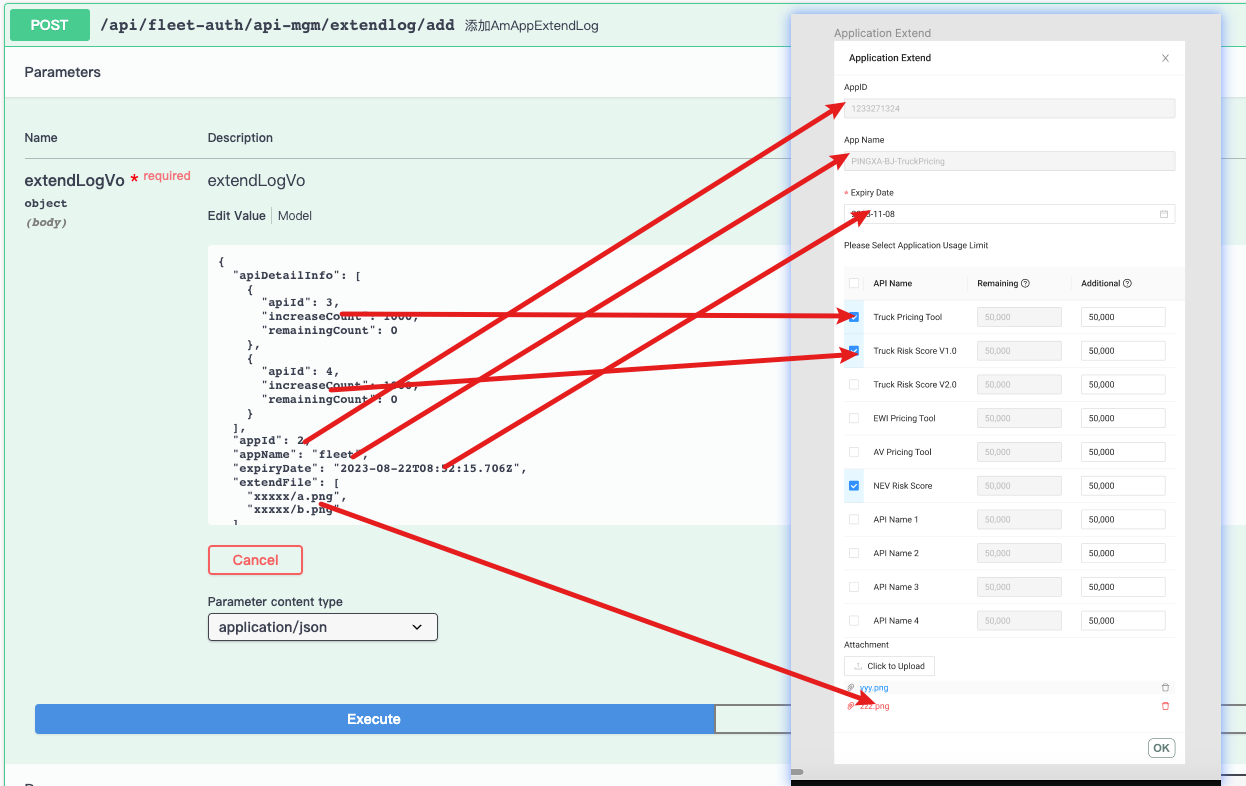 POST /api/fleet-auth/api-mgm/extendlog/add 添加AmAppExtendLog
Parameters
Name Description
extendLogVo * required
object
(body)
extendLogVo
Edit Value Model
{
"apiDetailInfo": [
{
"apiId": 3,
"increaseCount": 1000,
"remainingCount": 0
},
{
"apiId": 4,
"increaseCount": 1000,
"remainingCount": 0
}
],
"appId": 2,
"appName": "fleet",
"expiryDate": "2023-08-22T08:52:15.706Z",
"extendFile": [
"xxxxx/a.png",
"xxxxx/b.png"
]
Cancel
Parameter content type
application/json
Execute
Application Extend
Application Extend
AppID
1233271324
App Name
PINGXA-BJ-TruckPricing
* Expiry Date
-11-08
Please Select Application Usage Limit
API Name Remaining Additional
Truck Pricing Tool 50,000 50,000
Truck Risk Score V1.0 50,000 50,000
Truck Risk Score V2.0 50,000 50,000
EWI Pricing Tool 50,000 50,000
AV Pricing Tool 50,000 50,000
NEV Risk Score 50,000 50,000
API Name 1 50,000 50,000
API Name 2 50,000 50,000
API Name 3 50,000 50,000
API Name 4 50,000 50,000
Attachment
Click to Upload
yyy.png
zzz.png
OK